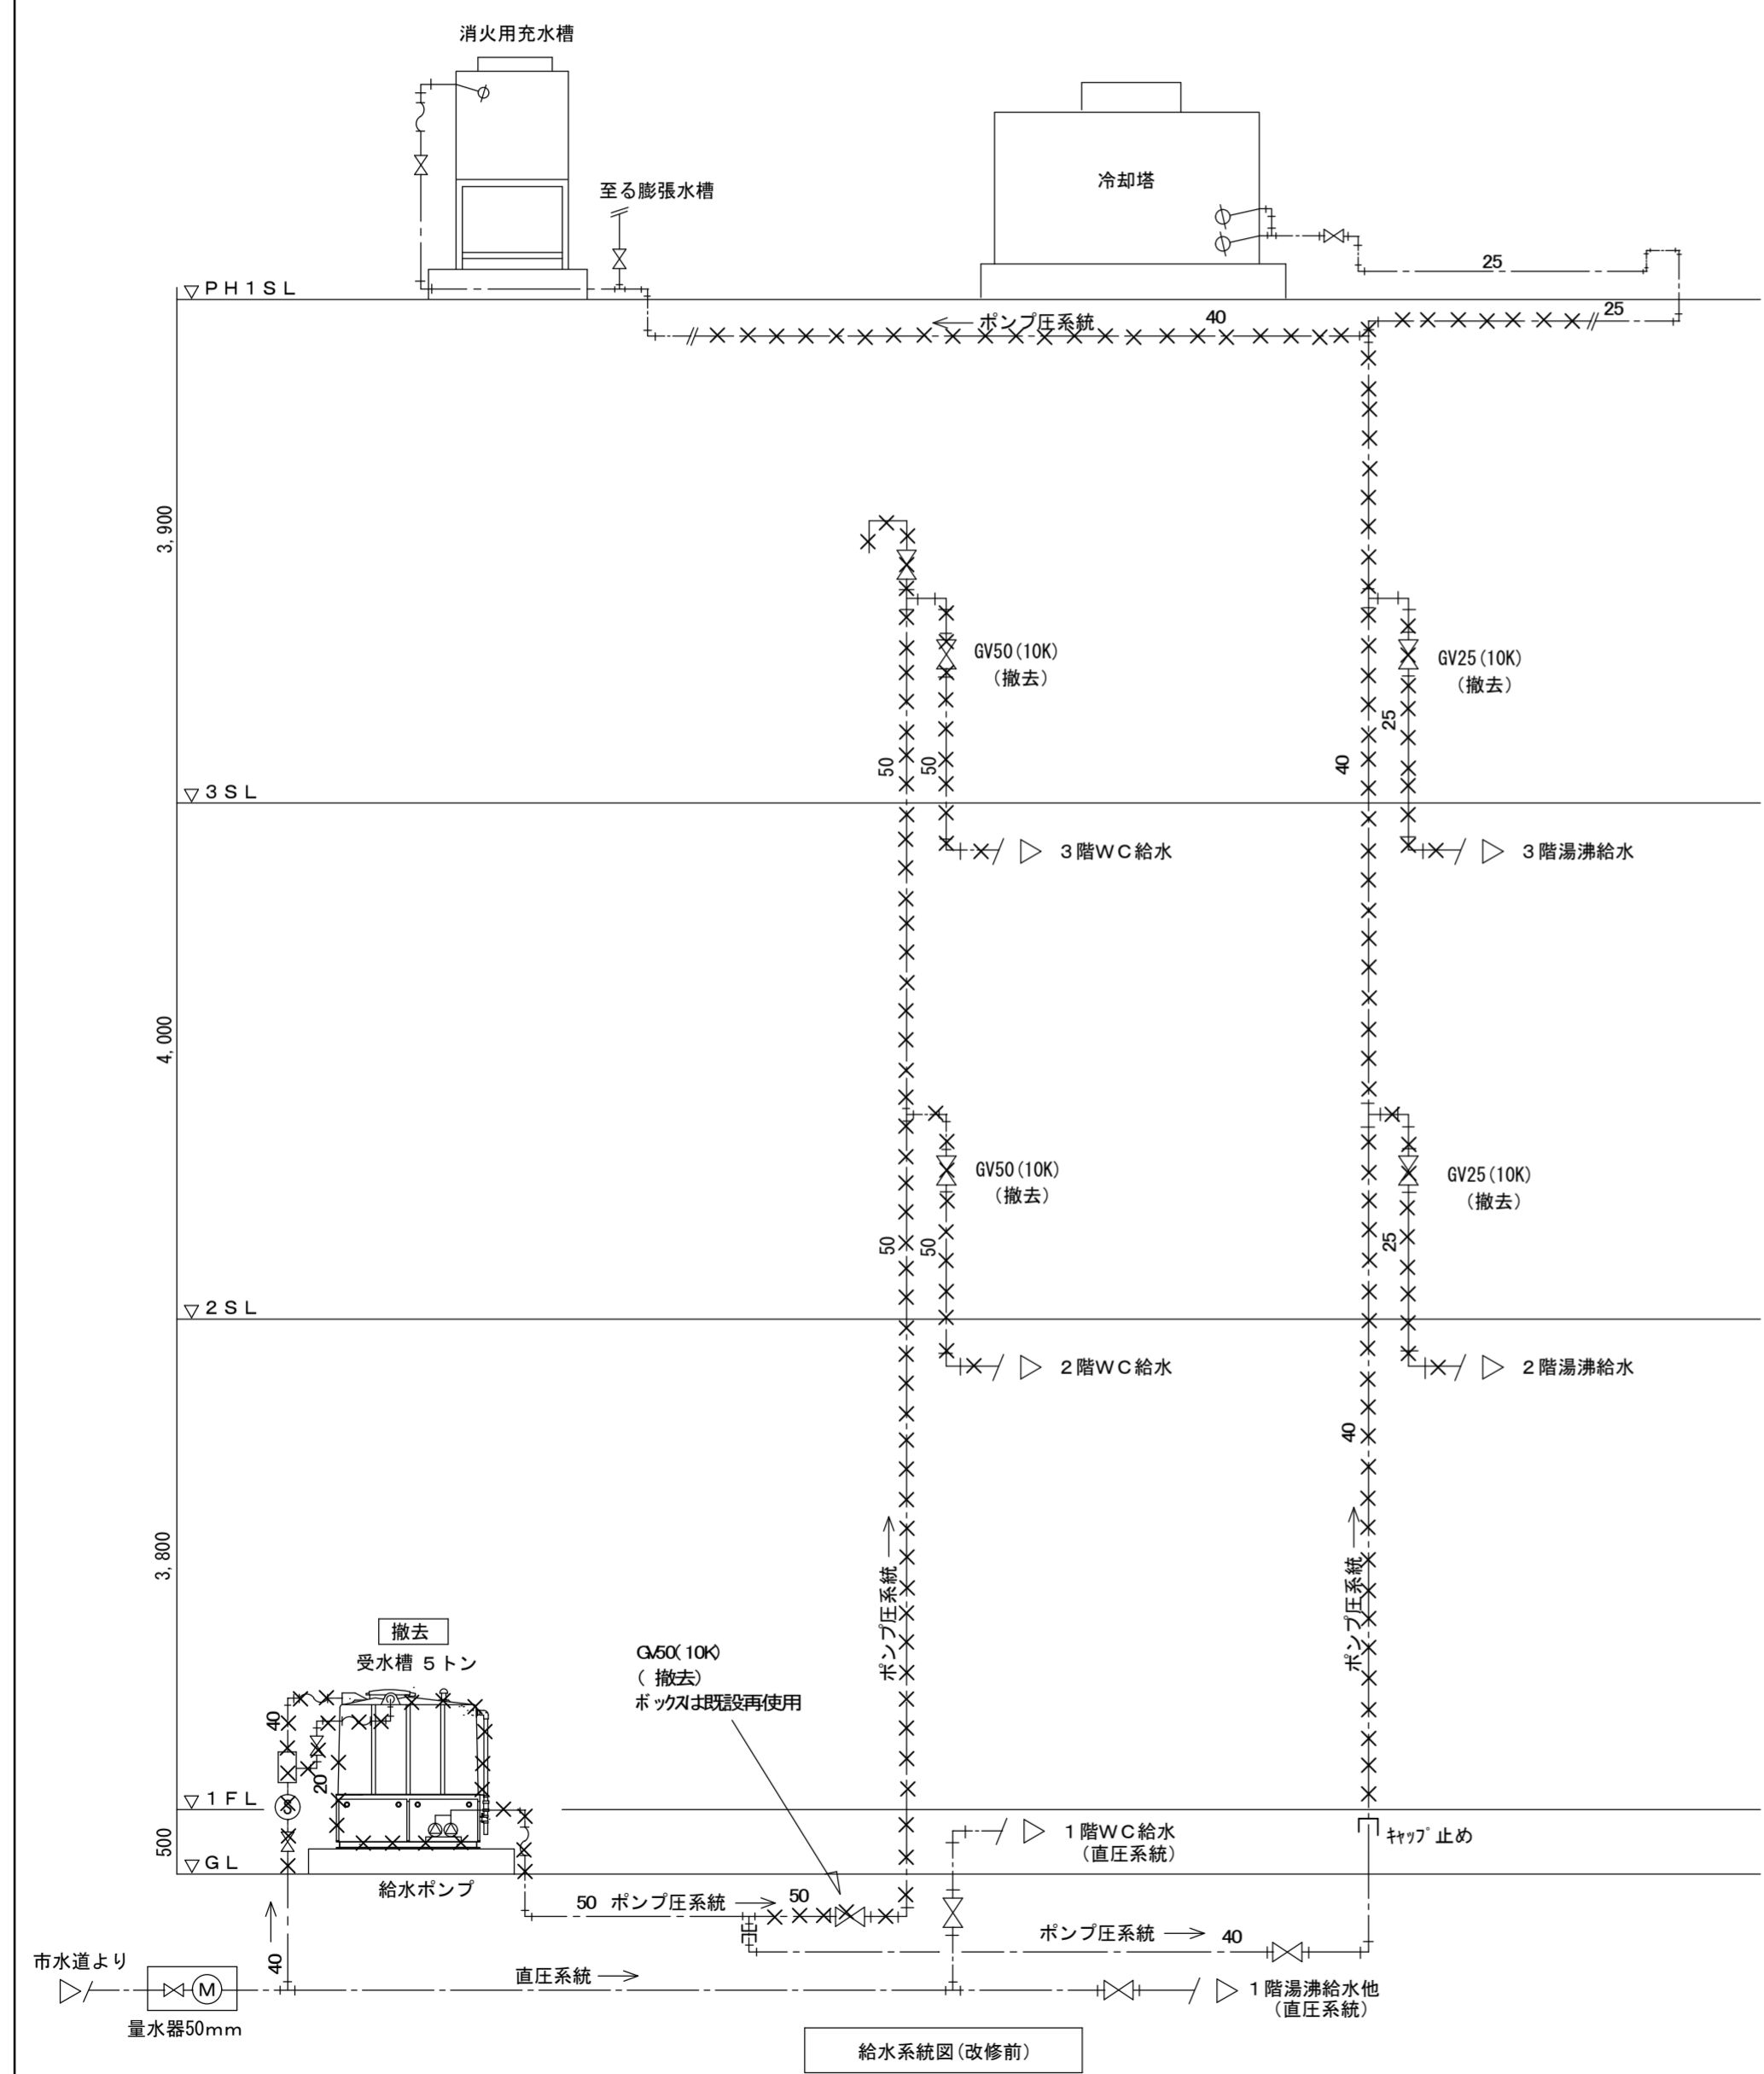 消火用充水槽
至る膨張水槽
冷却塔
25
▽ＰＨ１ＳＬ
ポンプ圧系統
40
25
3,900
GV50(10K)
(撤去)
GV25(10K)
(撤去)
25
50
50
40
▽３ＳＬ
３階ＷＣ給水
３階湯沸給水
4,000
GV50(10K)
(撤去)
GV25(10K)
(撤去)
50
50
25
▽２ＳＬ
２階ＷＣ給水
２階湯沸給水
40
3,800
ポンプ圧系統
ポンプ圧系統
撤去
受水槽 ５トン
GV50(10K)
(撤去)
ボックスは既設再使用
40
20
▽１ＦＬ
500
１階ＷＣ給水
(直圧系統)
ｷｬｯﾌﾟ止め
▽ＧＬ
給水ポンプ
50 ポンプ圧系統
50
ポンプ圧系統
40
市水道より
40
直圧系統
M
１階湯沸給水他
(直圧系統)
量水器50mm
給水系統図(改修前)